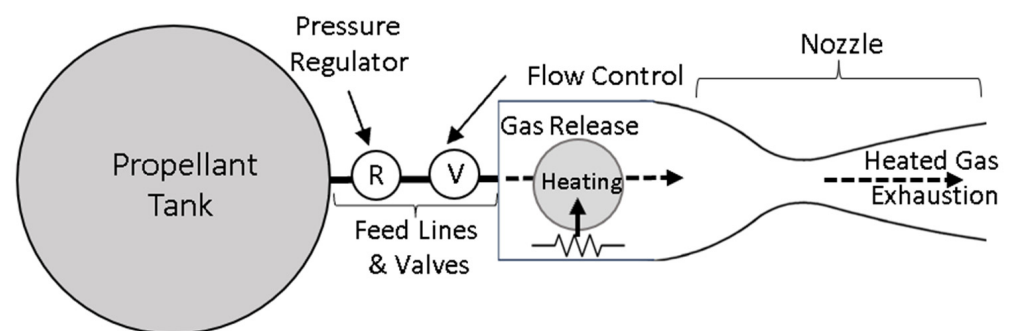 Pressure
Regulator
Nozzle
Flow Control
Gas Release
Propellant
Tank
R
V
Heating
Heated Gas
Exhaustion
Feed Lines
& Valves